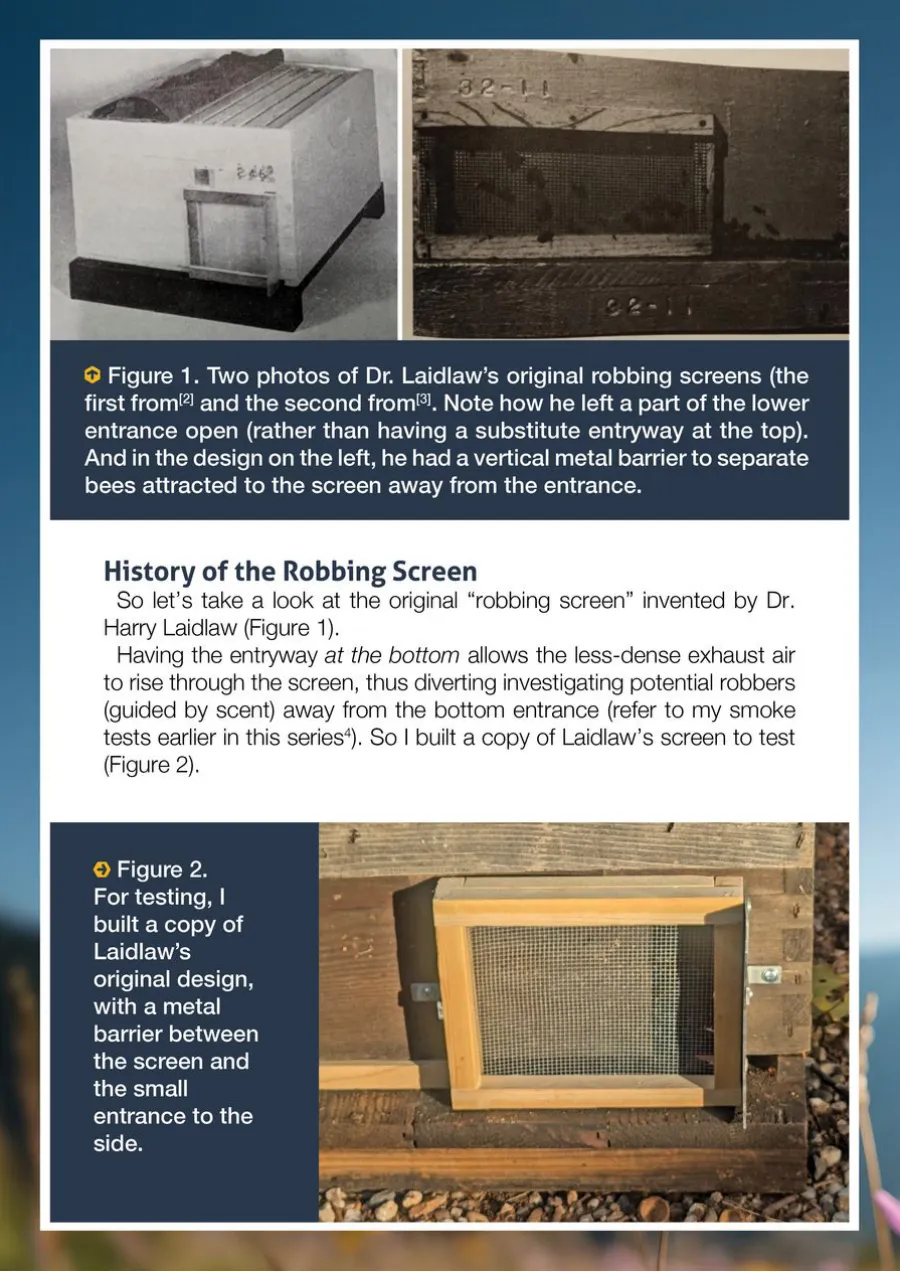 32-11
32-11
Figure 1. Two photos of Dr. Laidlaw’s original robbing screens (the
first from[2] and the second from[3]. Note how he left a part of the lower
entrance open (rather than having a substitute entryway at the top).
And in the design on the left, he had a vertical metal barrier to separate
bees attracted to the screen away from the entrance.
History of the Robbing Screen
So let’s take a look at the original “robbing screen” invented by Dr.
Harry Laidlaw (Figure 1).
Having the entryway at the bottom allows the less-dense exhaust air
to rise through the screen, thus diverting investigating potential robbers
(guided by scent) away from the bottom entrance (refer to my smoke
tests earlier in this series4). So I built a copy of Laidlaw’s screen to test
(Figure 2).
Figure 2.
For testing, I
built a copy of
Laidlaw’s
original design,
with a metal
barrier between
the screen and
the small
entrance to the
side.